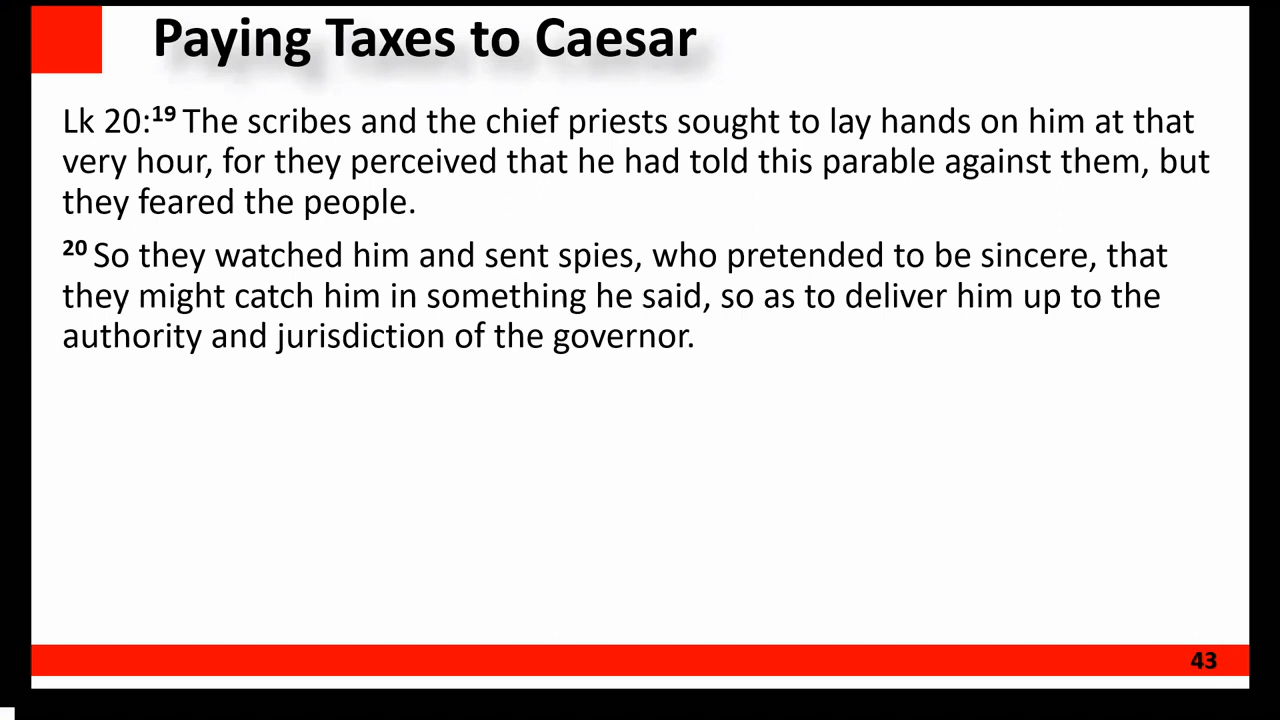 Paying Taxes to Caesar
Lk 20:19 The scribes and the chief priests sought to lay hands on him at that
very hour, for they perceived that he had told this parable against them, but
they feared the people.
20 So they watched him and sent spies, who pretended to be sincere, that
they might catch him in something he said, so as to deliver him up to the
authority and jurisdiction of the governor.
43